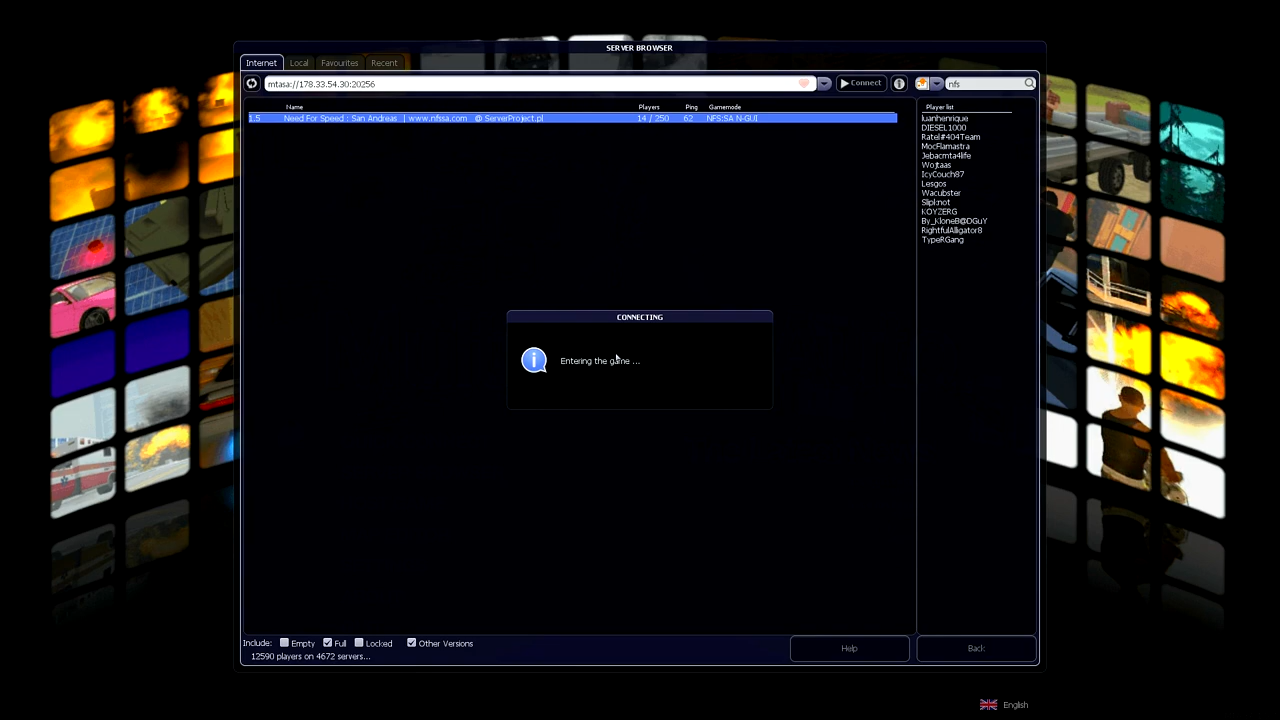 SERVER BROWSER
Internet Local Favourites Recent
mtasa://178.33.54.30:20256 Connect nfs
Name Players Ping Gamemode Player list
1.5 Need For Speed : San Andreas | www.nfssa.com @ ServerProject.pl 14 / 250 62 NFS:SA N-GUI
luanhenrique
DIESEL1000
Ratel#404Team
MocFlamastra
Jebacmta4life
Wojtaas
IcyCouch87
Lesgos
Wacubster
Slipknot
KOYZERG
By_KloneB@DGuY
RightfulAlligator8
TypeRGang
CONNECTING
Entering the game ...
Include: Empty Full Locked Other Versions
12590 players on 4672 servers...
Help Back
English